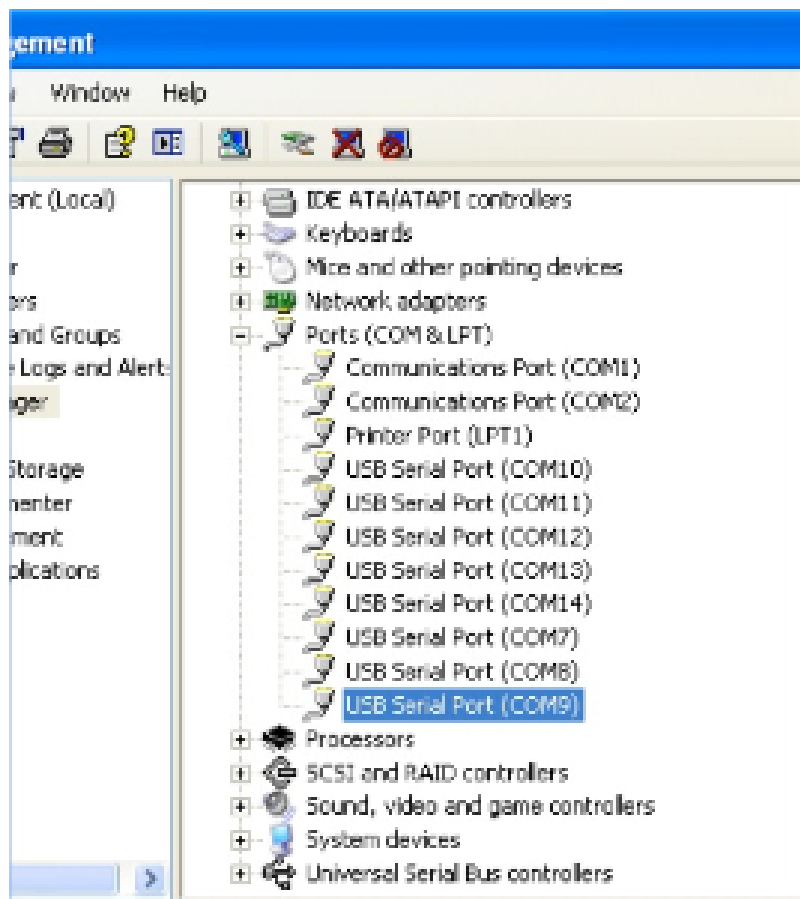 gement
Window Help
ent (Local)
r
ers
and Groups
Logs and Alert
ger
Storage
menter
ment
plications
IDE ATA/ATAPI controllers
Keyboards
Mice and other pointing devices
Network adapters
Ports (COM & LPT)
Communications Port (COM1)
Communications Port (COM2)
Printer Port (LPT1)
USB Serial Port (COM10)
USB Serial Port (COM11)
USB Serial Port (COM12)
USB Serial Port (COM13)
USB Serial Port (COM14)
USB Serial Port (COM7)
USB Serial Port (COM8)
USB Serial Port (COM9)
Processors
SCSI and RAID controllers
Sound, video and game controllers
System devices
Universal Serial Bus controllers